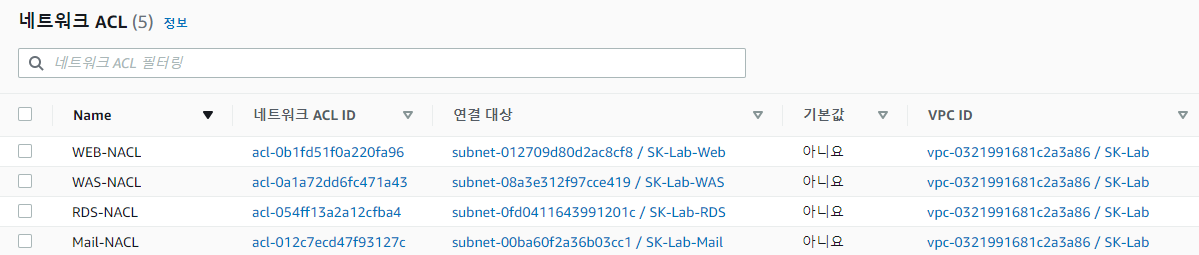 네트워크 ACL (5) 정보
네트워크 ACL 필터링
Name 네트워크 ACL ID 연결 대상 기본값 VPC ID
WEB-NACL acl-0b1fd51f0a220fa96 subnet-012709d80d2ac8cf8 / SK-Lab-Web 아니요 vpc-0321991681c2a3a86 / SK-Lab
WAS-NACL acl-0a1a72dd6fc471a43 subnet-08a3e312f97cce419 / SK-Lab-WAS 아니요 vpc-0321991681c2a3a86 / SK-Lab
RDS-NACL acl-054ff13a2a12cfba4 subnet-0fd0411643991201c / SK-Lab-RDS 아니요 vpc-0321991681c2a3a86 / SK-Lab
Mail-NACL acl-012c7ecd47f93127c subnet-00ba60f2a36b03cc1 / SK-Lab-Mail 아니요 vpc-0321991681c2a3a86 / SK-Lab